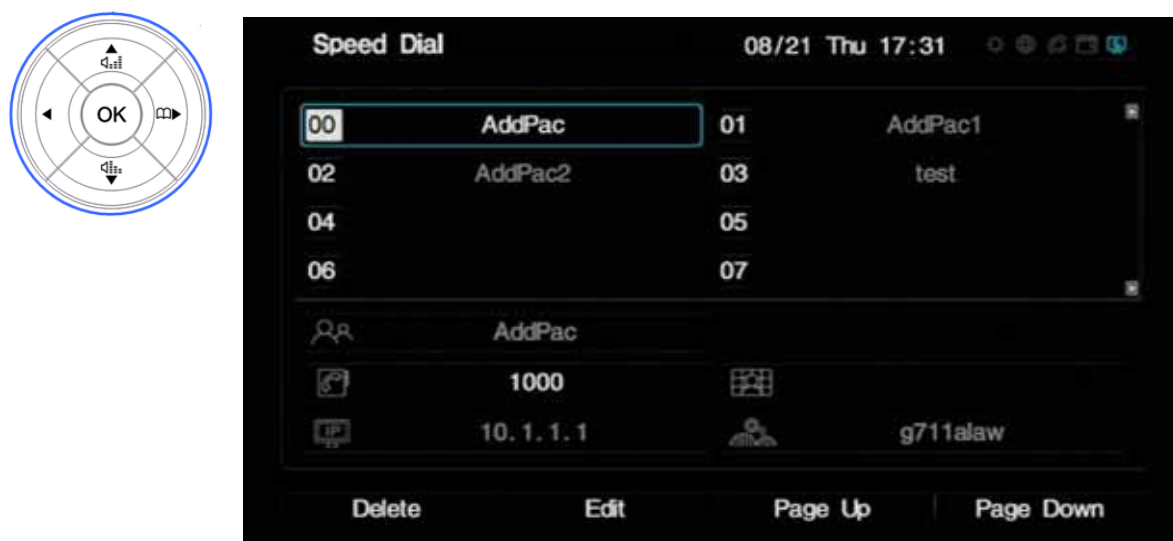 OK
Speed Dial 08/21 Thu 17:31
00 AddPac 01 AddPac1
02 AddPac2 03 test
04 05
06 07
AddPac
1000
IP 10.1.1.1 g711alaw
Delete Edit Page Up Page Down